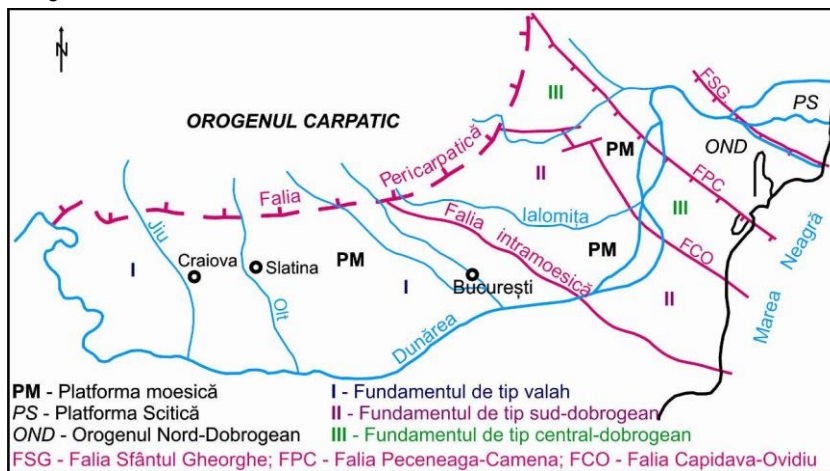 N
OROGENUL CARPATIC
III
FSG
PS
OND
PM
II
Falia Pericarpatică
FPC
Ialomița
III
Jiu
Falia intramoesică
PM
FCO
Neagră
I
Craiova
Slatina
PM
I
București
Olt
Dunărea
II
Marea
PM - Platforma moesică
I - Fundamentul de tip valah
PS - Platforma Scitică
II - Fundamentul de tip sud-dobrogean
OND - Orogenul Nord-Dobrogean
III - Fundamentul de tip central-dobrogean
FSG - Falia Sfântul Gheorghe; FPC - Falia Peceneaga-Camena; FCO - Falia Capidava-Ovidiu